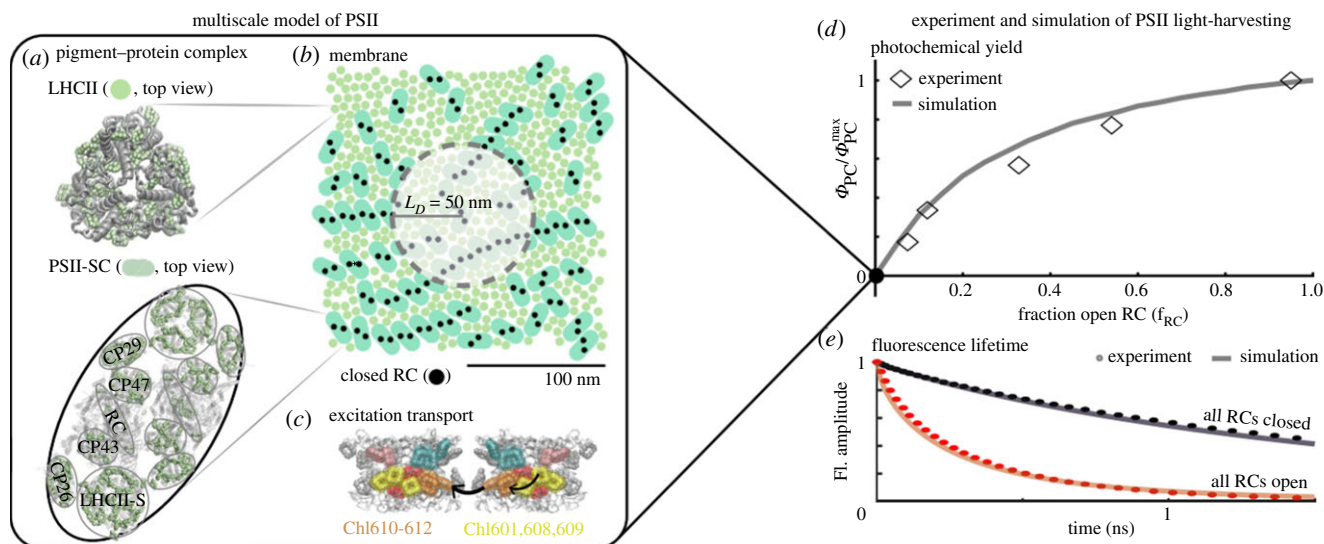 multiscale model of PSII
(a) pigment–protein complex
LHCII ( , top view)
PSII-SC ( , top view)
CP29
CP47
RC
CP43
CP26
LHCII-S
(b) membrane
L_D = 50 nm
closed RC ( )
100 nm
(c) excitation transport
Chl610-612
Chl601,608,609
experiment and simulation of PSII light-harvesting
(d)
photochemical yield
experiment
simulation
1
Φ_PC/Φ_PC^max
0
0.2
0.4
0.6
0.8
1.0
fraction open RC (f_RC)
(e) fluorescence lifetime
experiment
simulation
1
Fl. amplitude
all RCs closed
all RCs open
0
1
time (ns)